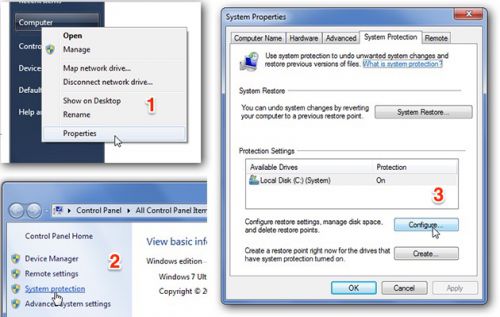 Recent Items
Computer
Open
Manage
Map network drive...
Disconnect network drive...
Show on Desktop
1
Rename
Properties
Contro
Device
Defaul
Help a
Control Panel
All Control Panel Item
Control Panel Home
2
View basic info
Device Manager
Windows edition
Remote settings
Windows 7 Ult
System protection
Copyright © 20
Advanced system settings
System Properties
Computer Name
Hardware
Advanced
System Protection
Remote
Use system protection to undo unwanted system changes and
restore previous versions of files. What is system protection?
System Restore
You can undo system changes by reverting
your computer to a previous restore point.
System Restore...
Protection Settings
Available Drives
Protection
Local Disk (C:) (System)
On
3
Configure restore settings, manage disk space,
and delete restore points.
Configure...
Create a restore point right now for the drives that
have system protection turned on.
Create...
OK
Cancel
Apply